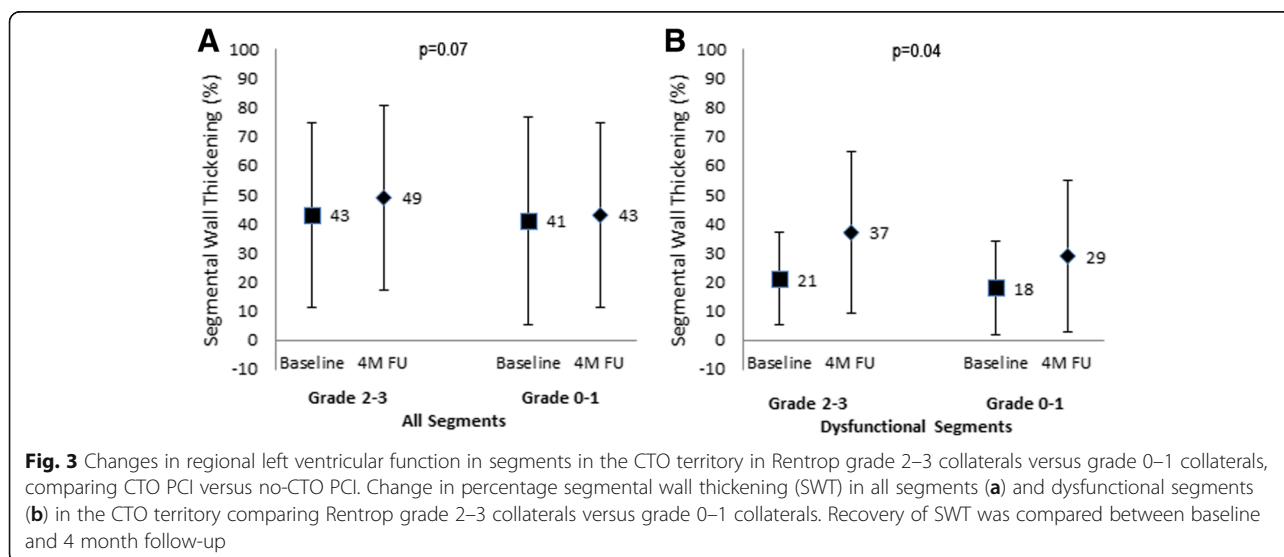 A
p=0.07
Segmental Wall Thickening (%)
100
90
80
70
60
50
40
30
20
10
0
-10
43
49
41
43
Baseline 4M FU
Baseline 4M FU
Grade 2-3
Grade 0-1
All Segments
B
p=0.04
Segmental Wall Thickening (%)
100
90
80
70
60
50
40
30
20
10
0
-10
21
37
18
29
Baseline 4M FU
Baseline 4M FU
Grade 2-3
Grade 0-1
Dysfunctional Segments
Fig. 3 Changes in regional left ventricular function in segments in the CTO territory in Rentrop grade 2–3 collaterals versus grade 0–1 collaterals,
comparing CTO PCI versus no-CTO PCI. Change in percentage segmental wall thickening (SWT) in all segments (a) and dysfunctional segments
(b) in the CTO territory comparing Rentrop grade 2–3 collaterals versus grade 0–1 collaterals. Recovery of SWT was compared between baseline
and 4 month follow-up